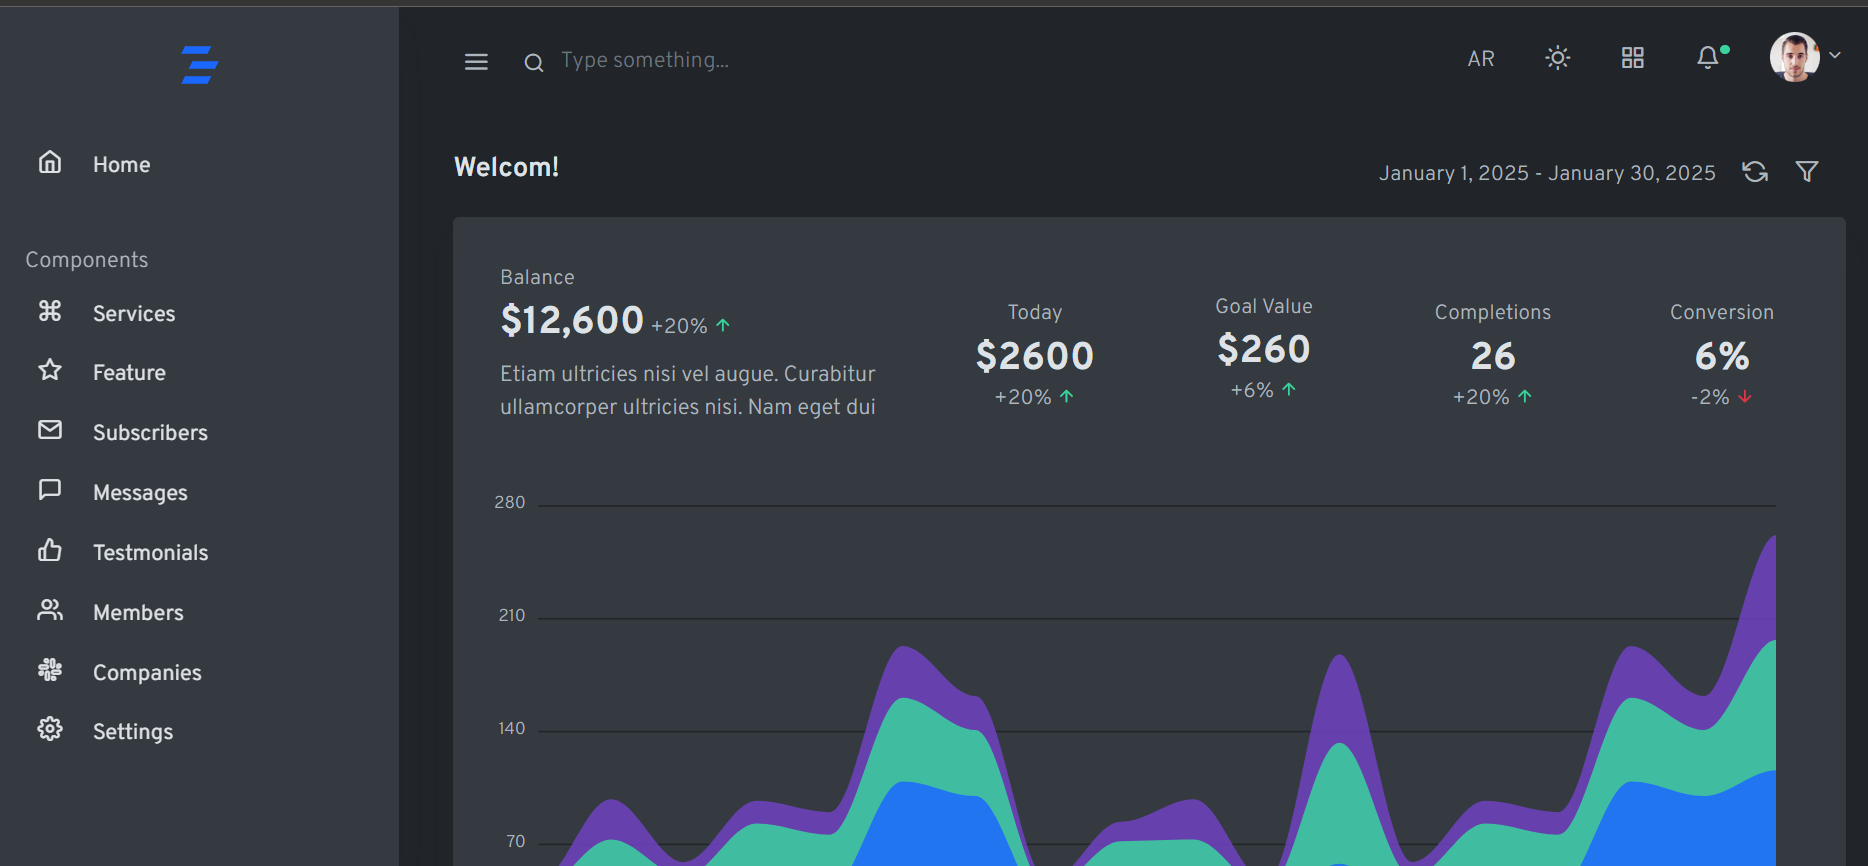 Type something...
AR
Home
Components
Services
Feature
Subscribers
Messages
Testmonials
Members
Companies
Settings
Welcom!
January 1, 2025 - January 30, 2025
Balance
$12,600 +20%
Etiam ultricies nisi vel augue. Curabitur
ullamcorper ultricies nisi. Nam eget dui
Today
$2600
+20%
Goal Value
$260
+6%
Completions
26
+20%
Conversion
6%
-2%
280
210
140
70